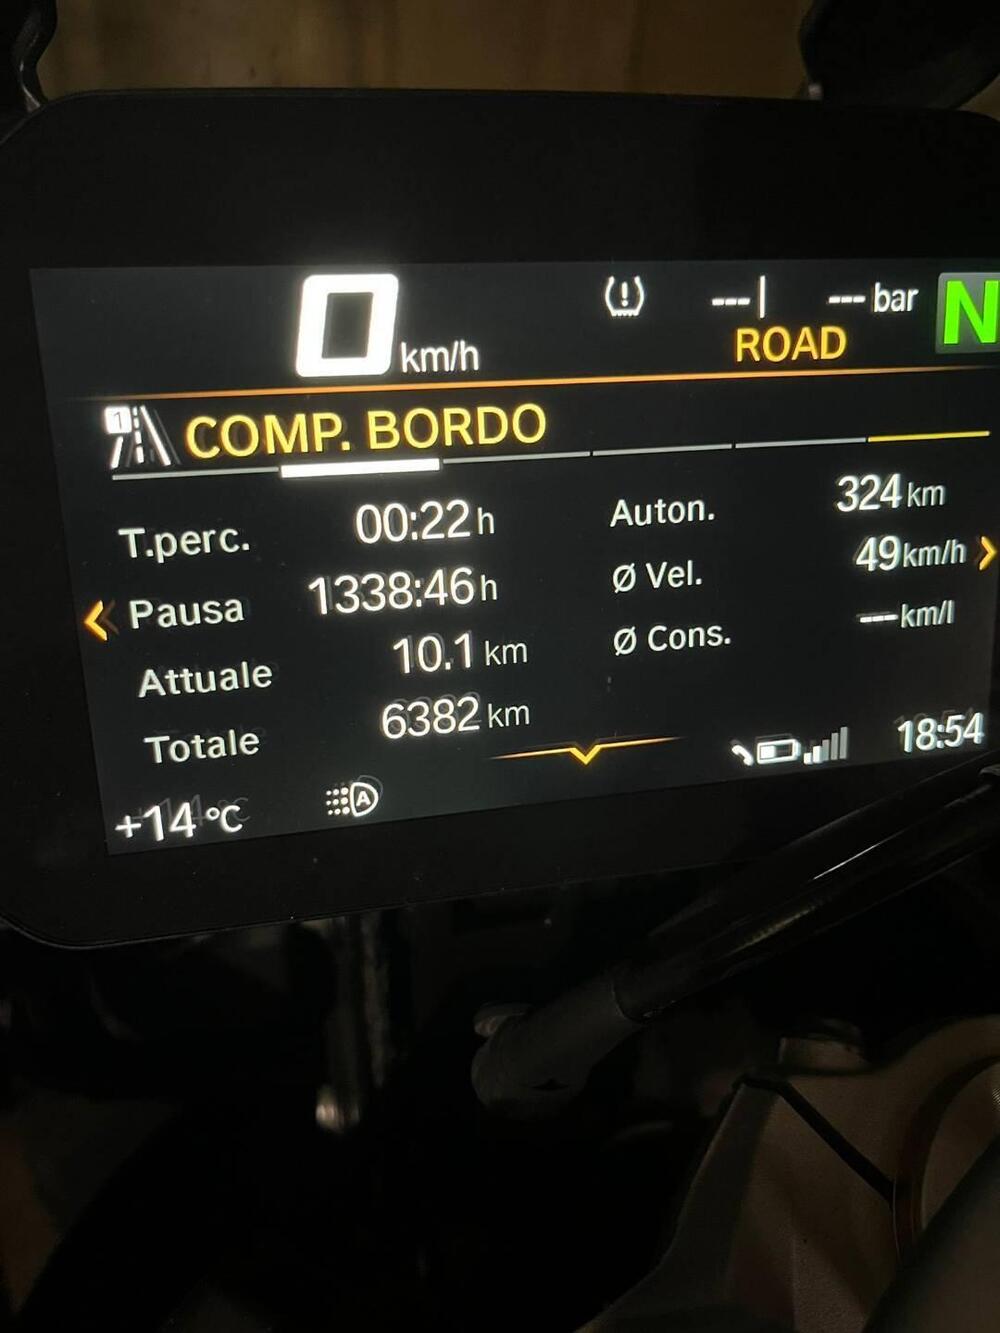 0 km/h
--- | --- bar
ROAD
N
1 COMP. BORDO
T.perc. 00:22 h
Pausa 1338:46 h
Attuale 10.1 km
Totale 6382 km
Auton. 324 km
Ø Vel. 49 km/h
Ø Cons. --- km/l
+14 °C
A
18:54